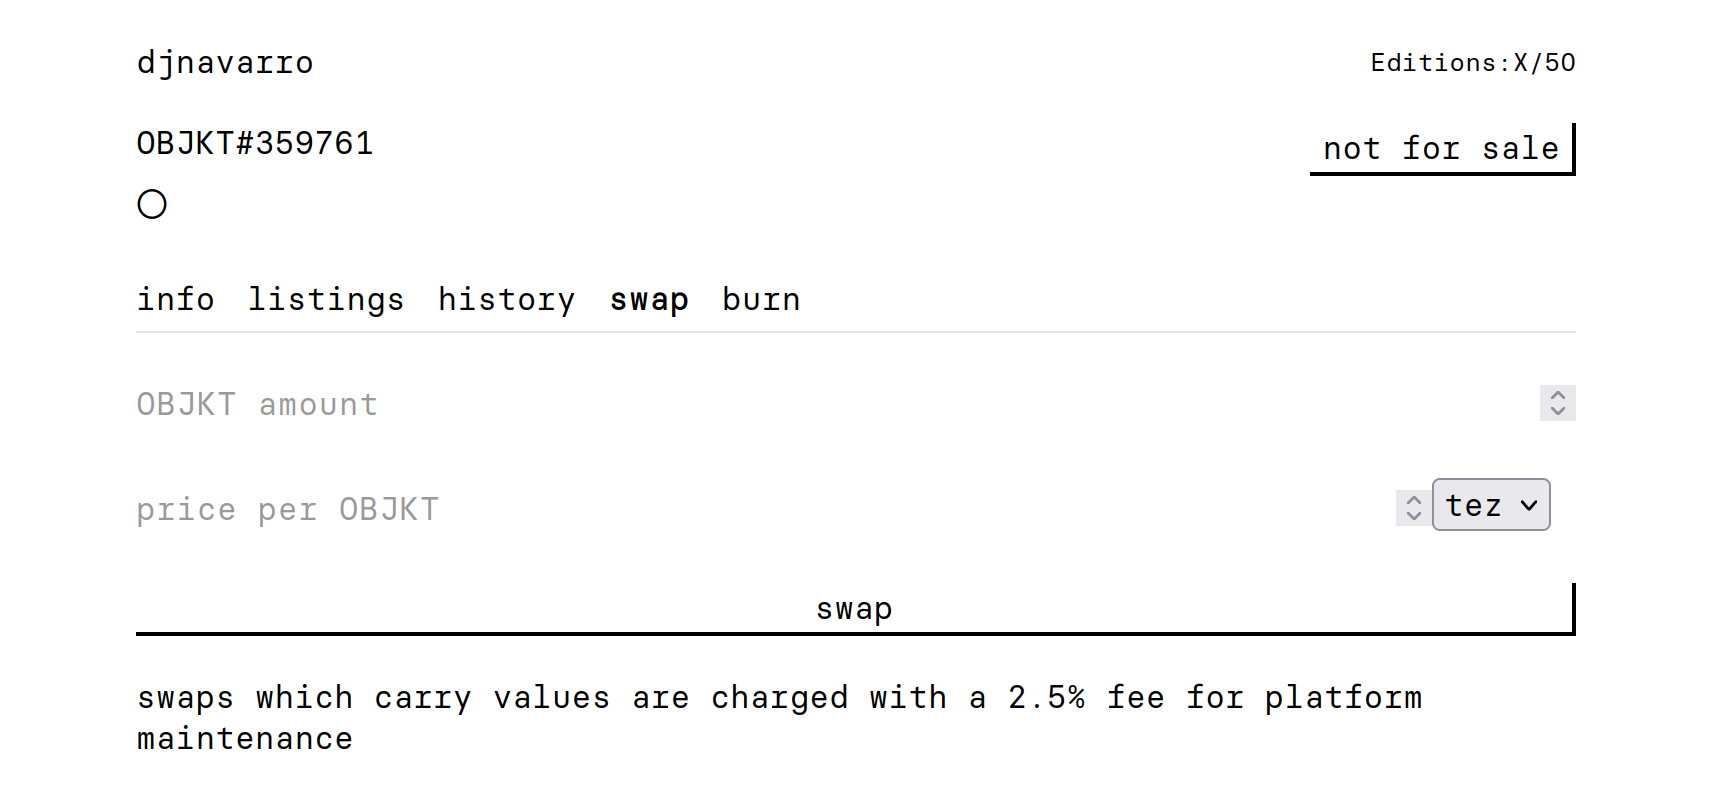 djnavarro
Editions:X/50
OBJKT#359761
not for sale
info listings history swap burn
OBJKT amount
price per OBJKT
tez
swap
swaps which carry values are charged with a 2.5% fee for platform
maintenance